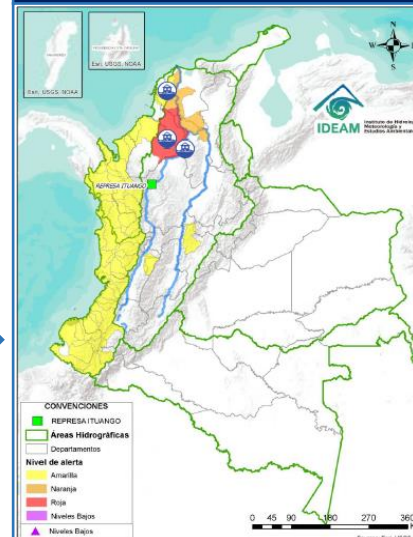 Esri, USGS, NOAA
Esri, USGS, NOAA
N
W
E
S
IDEAM
Instituto de Hidrología,
Meteorología y
Estudios Ambientales
REPRESA ITUANGO
CONVENCIONES
REPRESA ITUANGO
Áreas Hidrográficas
Departamentos
Nivel de alerta
Amarilla
Naranja
Roja
Niveles Bajos
Niveles Bajos
0 45 90 180 270 360